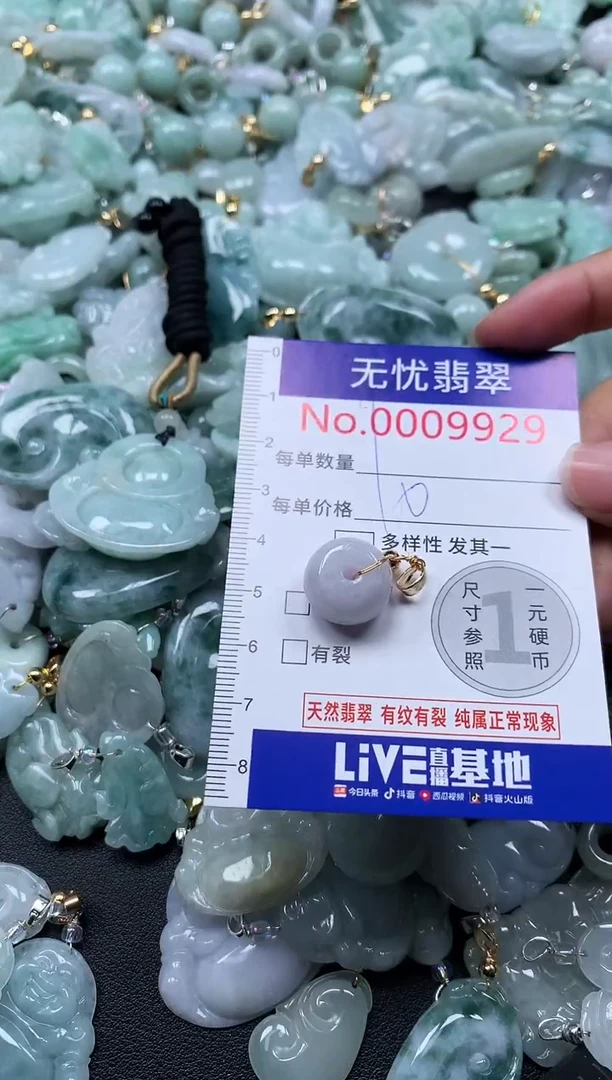 无忧翡翠
No.0009929
每单数量
每单价格 10
多样性 发其一
有裂
尺寸参照 1 一元硬币
天然翡翠 有纹有裂 纯属正常现象
LiVE直播基地
今日头条 抖音 西瓜视频 抖音火山版
0
1
2
3
4
5
6
7
8